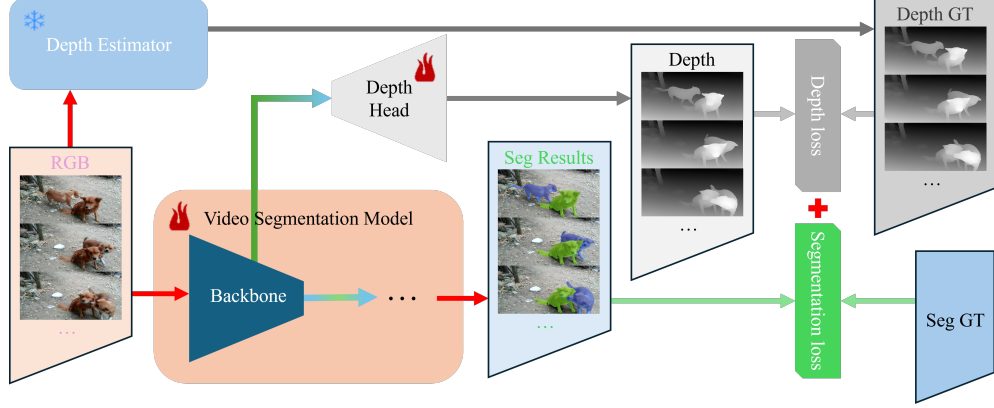 Depth Estimator
Depth GT
...
Depth
Head
Depth
...
Depth loss
RGB
...
Video Segmentation Model
Backbone
...
Seg Results
...
Segmentation loss
Seg GT